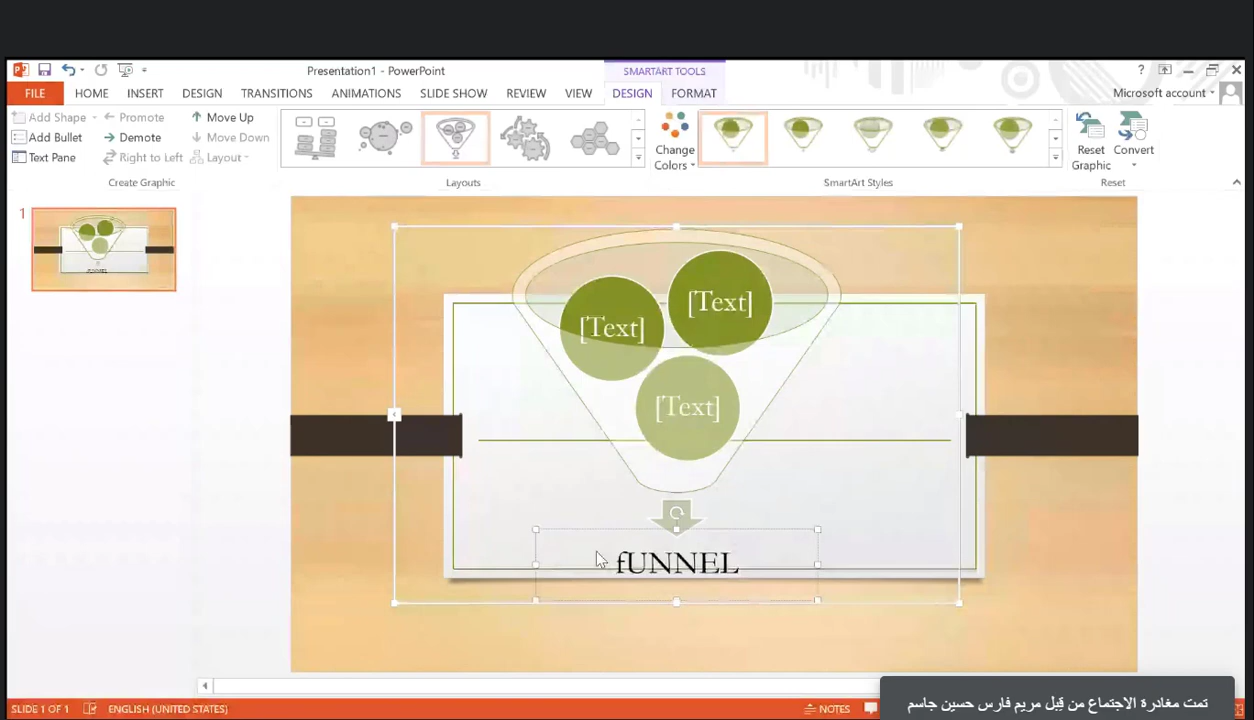 Presentation1 - PowerPoint
SMARTART TOOLS
?
FILE HOME INSERT DESIGN TRANSITIONS ANIMATIONS SLIDE SHOW REVIEW VIEW DESIGN FORMAT Microsoft account
Add Shape Promote Move Up
Add Bullet Demote Move Down
Text Pane Right to Left Layout
Create Graphic
Layouts
Change Colors
SmartArt Styles
Reset Graphic
Convert
Reset
1
fUNNEL
[Text]
[Text]
[Text]
fUNNEL
تمت مغادرة الاجتماع من قبل مريم فارس حسين جاسم
SLIDE 1 OF 1 ENGLISH (UNITED STATES) NOTES